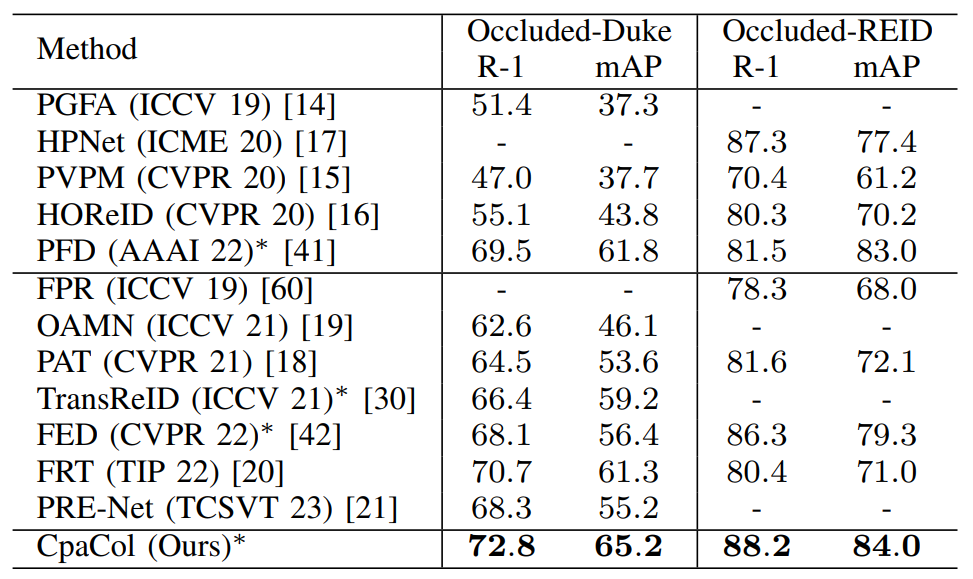 Method Occluded-Duke Occluded-REID
R-1 mAP R-1 mAP
PGFA (ICCV 19) [14] 51.4 37.3 - -
HPNet (ICME 20) [17] - - 87.3 77.4
PVPM (CVPR 20) [15] 47.0 37.7 70.4 61.2
HOReID (CVPR 20) [16] 55.1 43.8 80.3 70.2
PFD (AAAI 22)* [41] 69.5 61.8 81.5 83.0
FPR (ICCV 19) [60] - - 78.3 68.0
OAMN (ICCV 21) [19] 62.6 46.1 - -
PAT (CVPR 21) [18] 64.5 53.6 81.6 72.1
TransReID (ICCV 21)* [30] 66.4 59.2 - -
FED (CVPR 22)* [42] 68.1 56.4 86.3 79.3
FRT (TIP 22) [20] 70.7 61.3 80.4 71.0
PRE-Net (TCSVT 23) [21] 68.3 55.2 - -
CpaCol (Ours)* 72.8 65.2 88.2 84.0